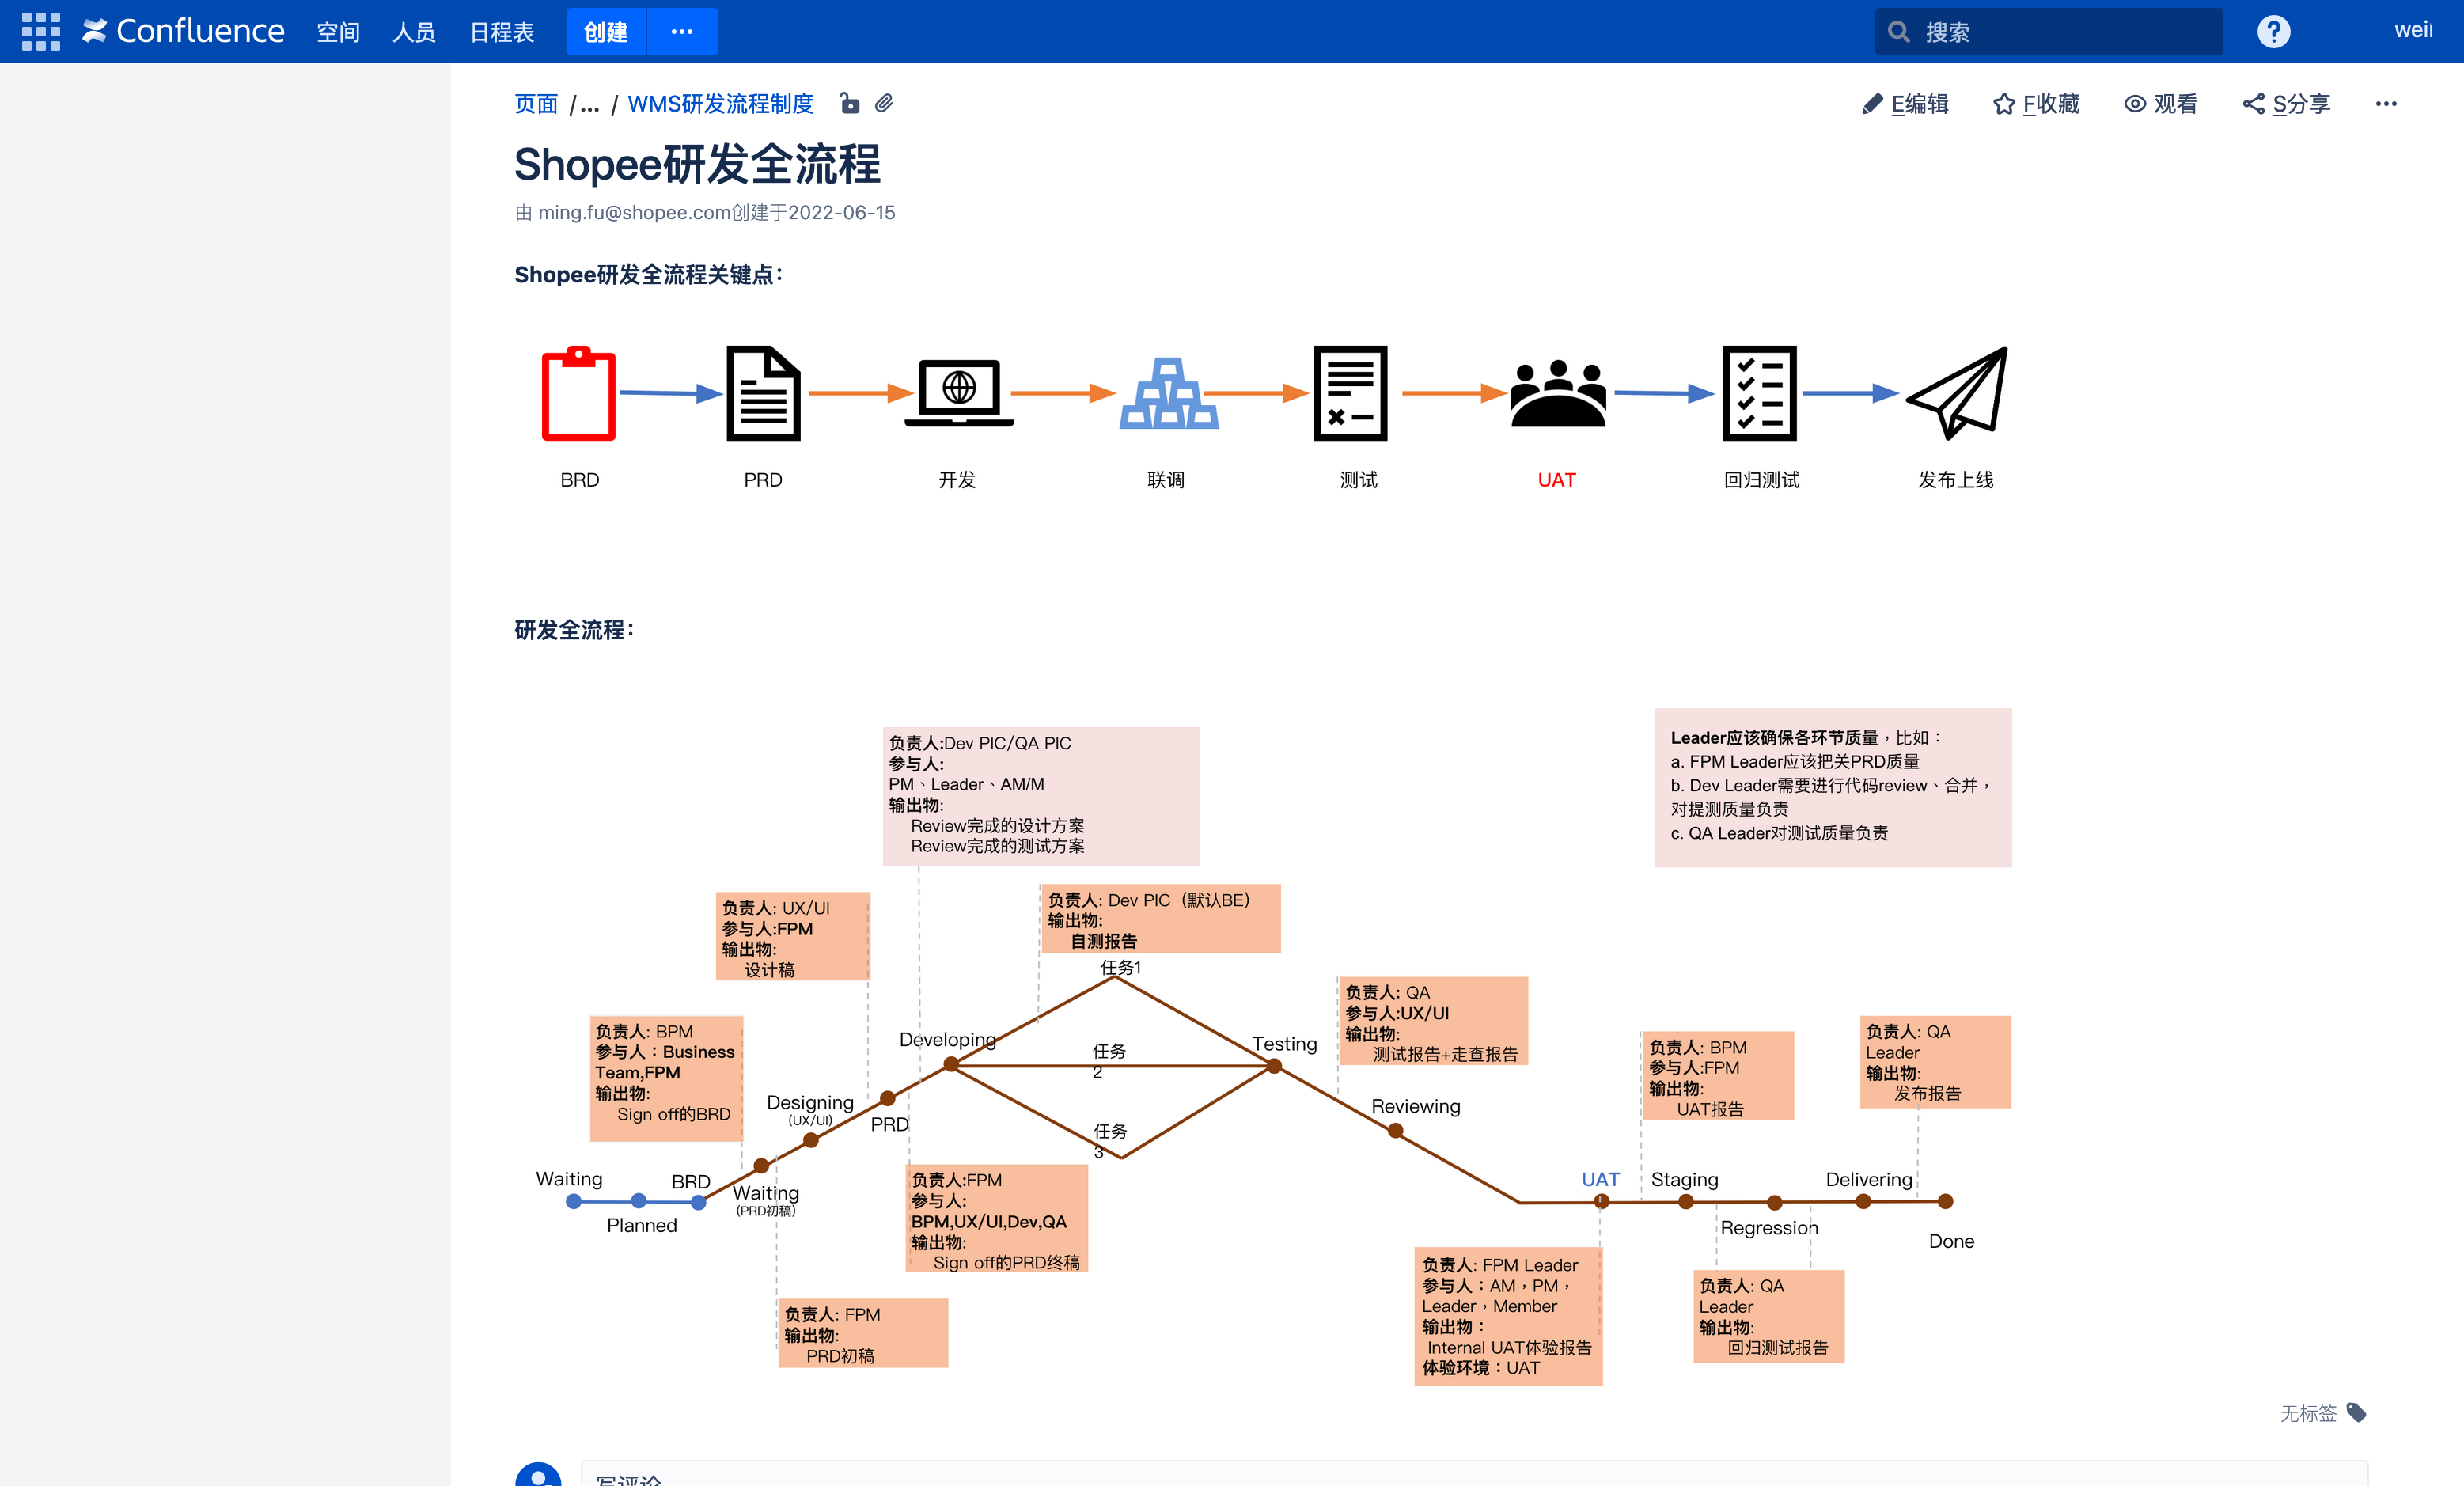 Confluence 空间 人员 日程表 创建 ··· 搜索 ? wei
页面 /... / WMS研发流程制度 E编辑 F收藏 观看 S分享 ···
Shopee研发全流程
由 ming.fu@shopee.com创建于2022-06-15
Shopee研发全流程关键点：
BRD PRD 开发 联调 测试 UAT 回归测试 发布上线
研发全流程：
负责人:Dev PIC/QA PIC
参与人:
PM、Leader、AM/M
输出物:
Review完成的设计方案
Review完成的测试方案
Leader应该确保各环节质量，比如：
a. FPM Leader应该把关PRD质量
b. Dev Leader需要进行代码review、合并，
对提测质量负责
c. QA Leader对测试质量负责
负责人: UX/UI
参与人:FPM
输出物:
设计稿
负责人: Dev PIC（默认BE）
输出物:
自测报告
任务1
负责人: QA
参与人:UX/UI
输出物:
测试报告+走查报告
负责人: BPM
参与人：Business
Team,FPM
输出物:
Sign off的BRD
Developing
任务
2
Testing
负责人: BPM
参与人:FPM
输出物:
UAT报告
负责人: QA
Leader
输出物:
发布报告
Designing
(UX/UI)
PRD
Reviewing
任务
3
Waiting
Planned
BRD
Waiting
(PRD初稿)
负责人:FPM
参与人:
BPM,UX/UI,Dev,QA
输出物:
Sign off的PRD终稿
UAT
Staging
Regression
Delivering
Done
负责人: FPM
输出物:
PRD初稿
负责人: FPM Leader
参与人：AM，PM，
Leader，Member
输出物：
Internal UAT体验报告
体验环境：UAT
负责人: QA
Leader
输出物:
回归测试报告
无标签
写评论